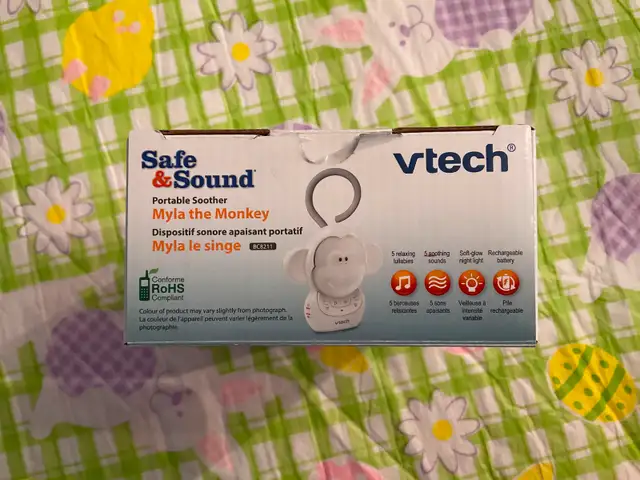 Safe
&Sound®
vtech®
Portable Soother
Myla the Monkey
Dispositif sonore apaisant portatif
Myla le singe BC8211
Conforme
RoHS
Compliant
Colour of product may vary slightly from photograph.
La couleur de l'appareil peuvent varier légèrement de la
photographie.
vtech
5 relaxing
lullabies
5 berceuses
relaxantes
5 soothing
sounds
5 sons
apaisants
Soft-glow
night light
Veilleuse à
intensité
variable
Rechargeable
battery
Pile
rechargeable